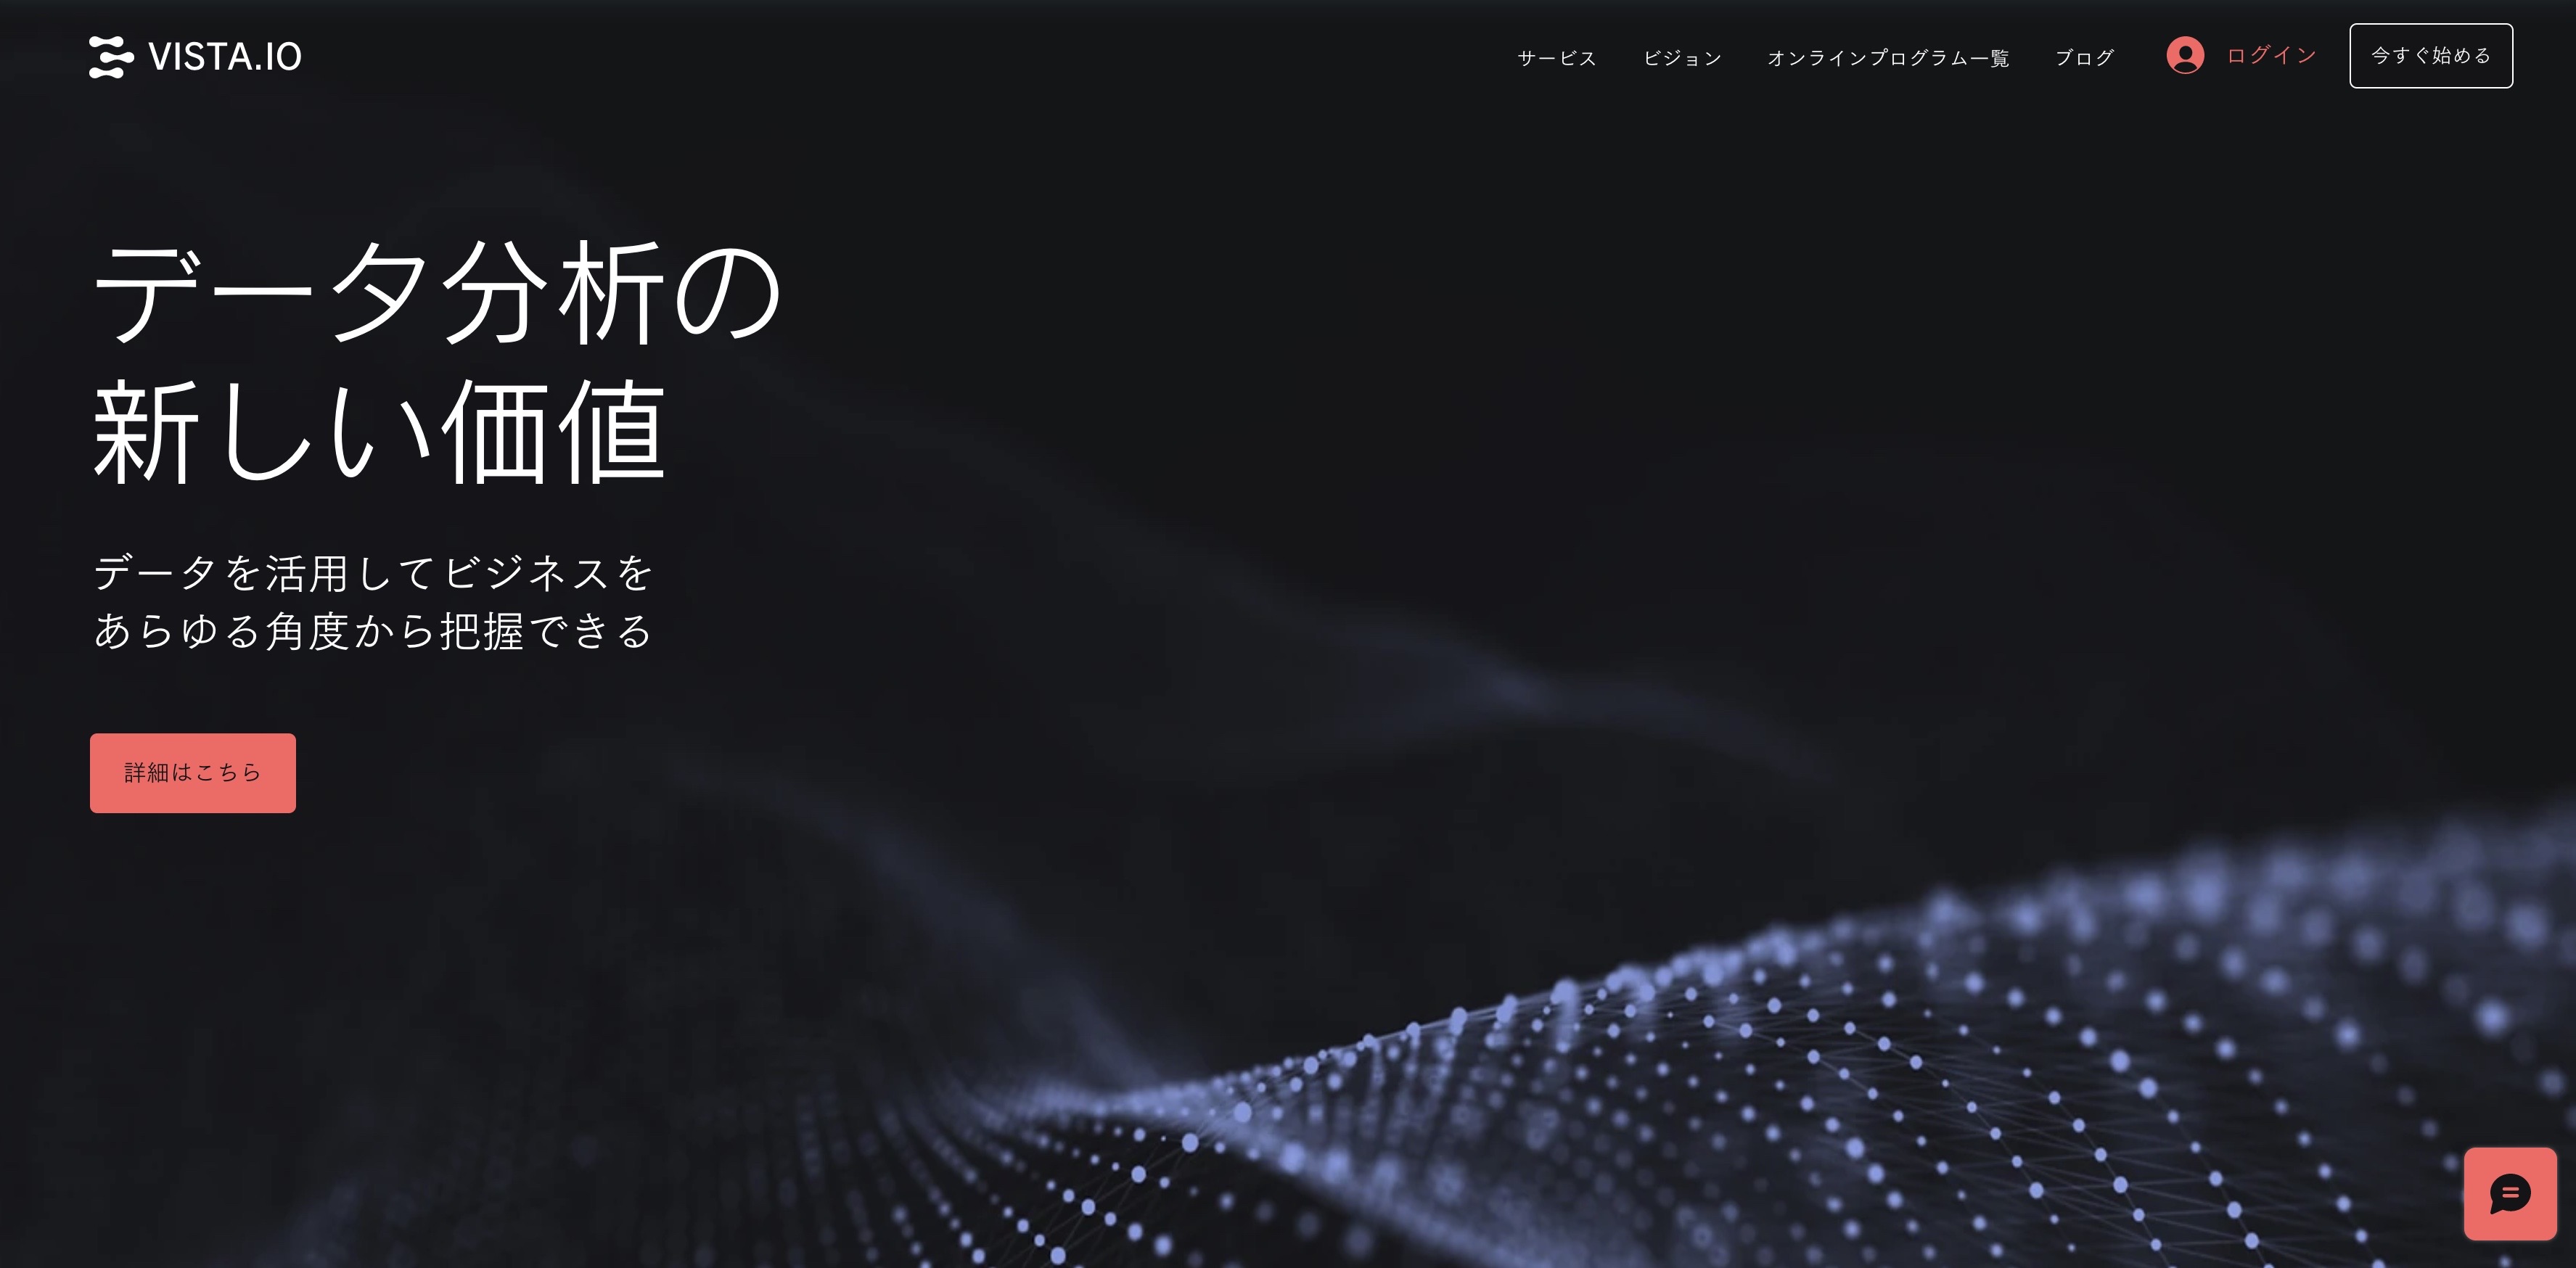 VISTA.IO
サービス
ビジョン
オンラインプログラム一覧
ブログ
ログイン
今すぐ始める
データ分析の
新しい価値
データを活用してビジネスを
あらゆる角度から把握できる
詳細はこちら